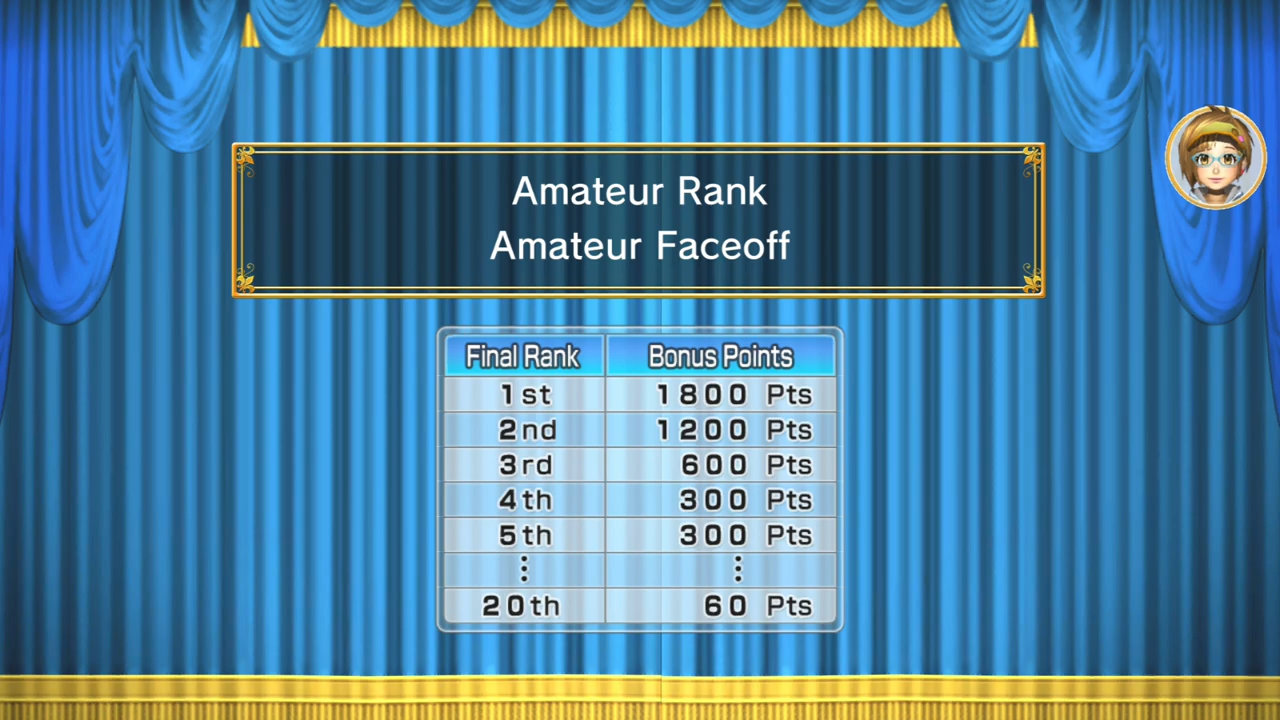 Amateur Rank
Amateur Faceoff
Final Rank Bonus Points
1st 1800 Pts
2nd 1200 Pts
3rd 600 Pts
4th 300 Pts
5th 300 Pts
⋮ ⋮
20th 60 Pts